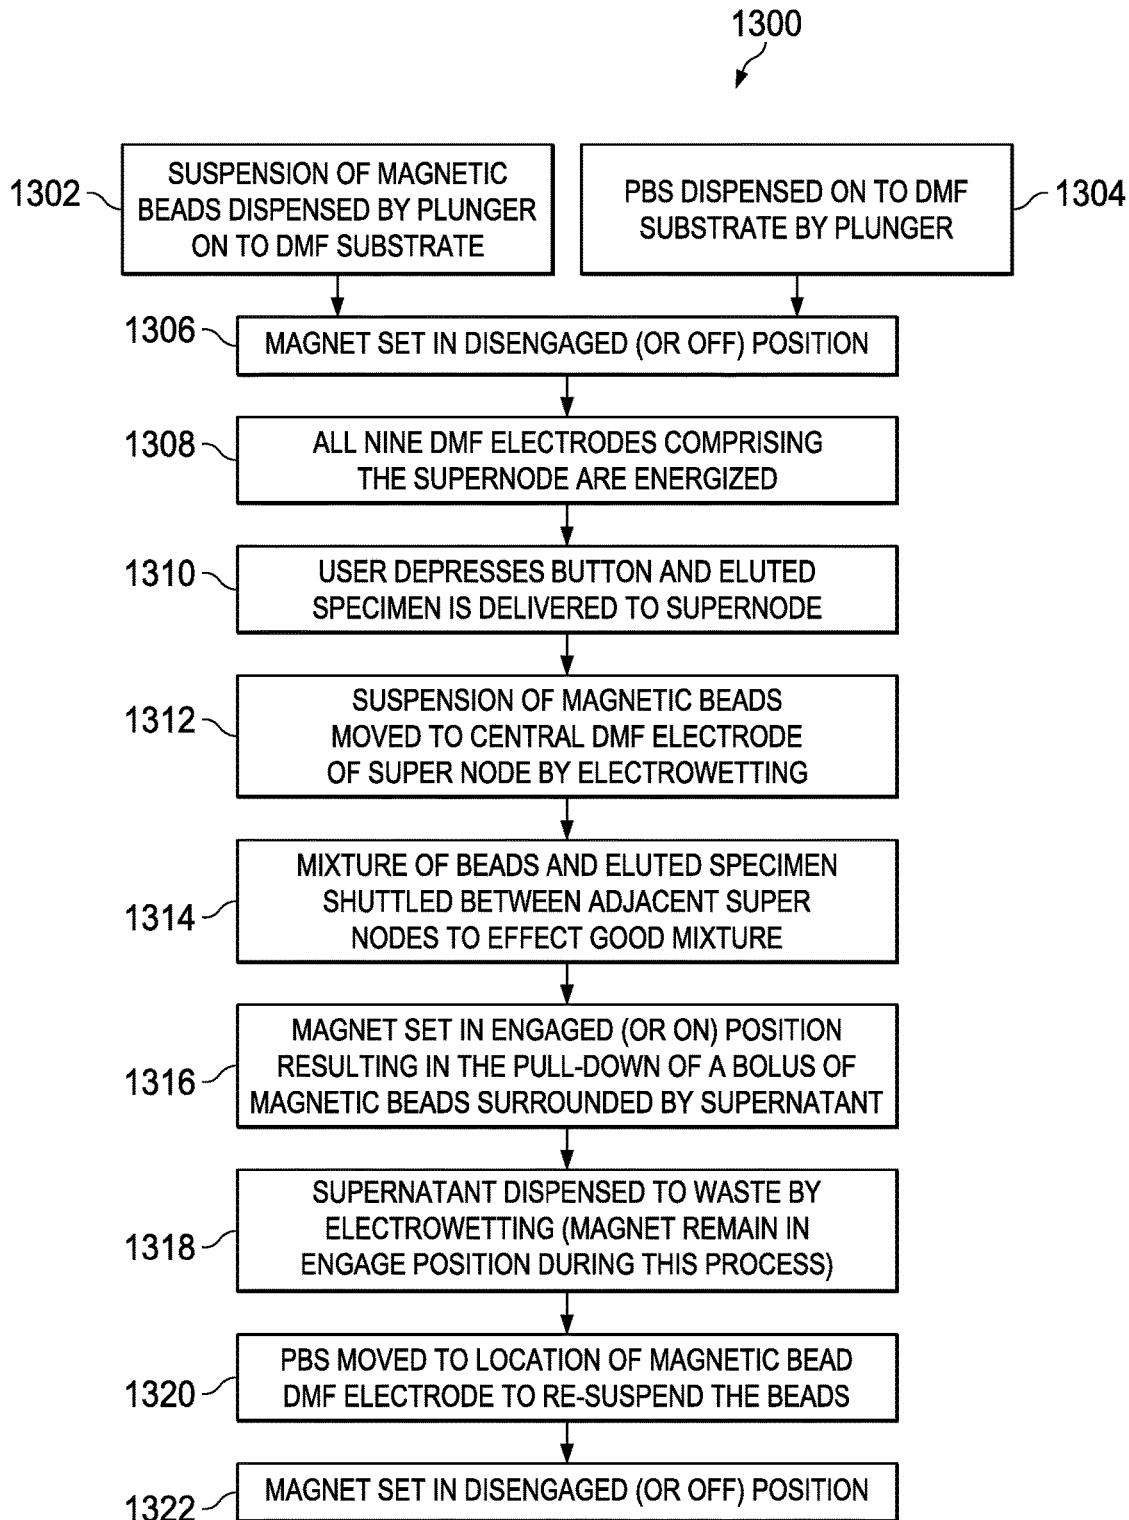 1300
1302
SUSPENSION OF MAGNETIC
BEADS DISPENSED BY PLUNGER
ON TO DMF SUBSTRATE
PBS DISPENSED ON TO DMF
SUBSTRATE BY PLUNGER
1304
1306
MAGNET SET IN DISENGAGED (OR OFF) POSITION
1308
ALL NINE DMF ELECTRODES COMPRISING
THE SUPERNODE ARE ENERGIZED
1310
USER DEPRESSES BUTTON AND ELUTED
SPECIMEN IS DELIVERED TO SUPERNODE
1312
SUSPENSION OF MAGNETIC BEADS
MOVED TO CENTRAL DMF ELECTRODE
OF SUPER NODE BY ELECTROWETTING
1314
MIXTURE OF BEADS AND ELUTED SPECIMEN
SHUTTLED BETWEEN ADJACENT SUPER
NODES TO EFFECT GOOD MIXTURE
1316
MAGNET SET IN ENGAGED (OR ON) POSITION
RESULTING IN THE PULL-DOWN OF A BOLUS OF
MAGNETIC BEADS SURROUNDED BY SUPERNATANT
1318
SUPERNATANT DISPENSED TO WASTE BY
ELECTROWETTING (MAGNET REMAIN IN
ENGAGE POSITION DURING THIS PROCESS)
1320
PBS MOVED TO LOCATION OF MAGNETIC BEAD
DMF ELECTRODE TO RE-SUSPEND THE BEADS
1322
MAGNET SET IN DISENGAGED (OR OFF) POSITION